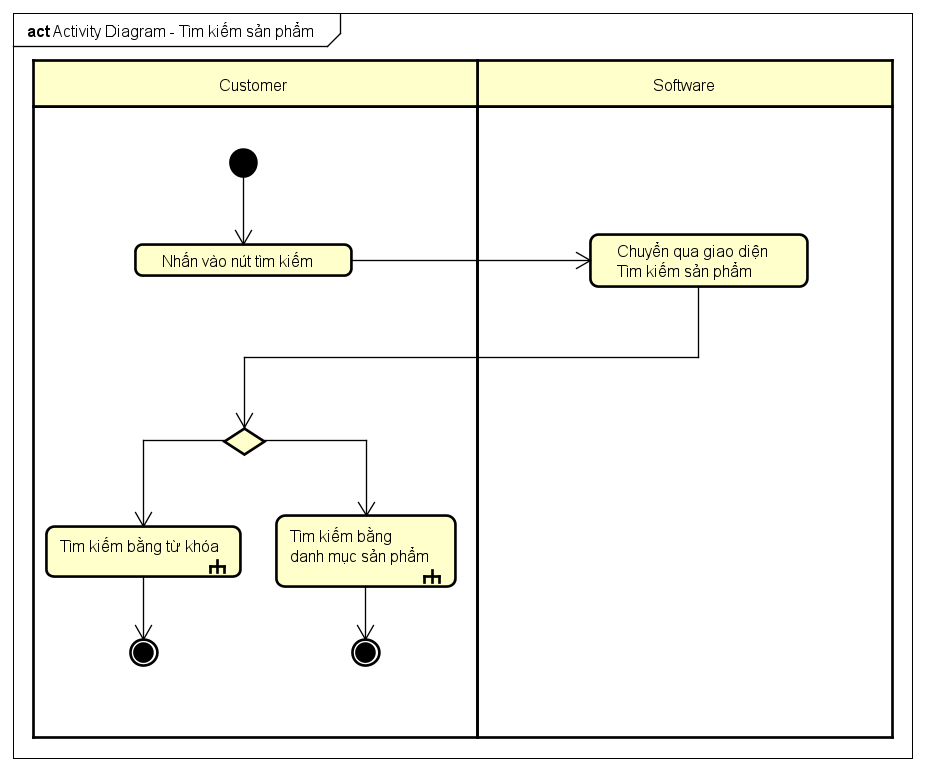 act Activity Diagram - Tìm kiếm sản phẩm
Customer
Software
Nhấn vào nút tìm kiếm
Chuyển qua giao diện
Tìm kiếm sản phẩm
Tìm kiếm bằng từ khóa
Tìm kiếm bằng
danh mục sản phẩm